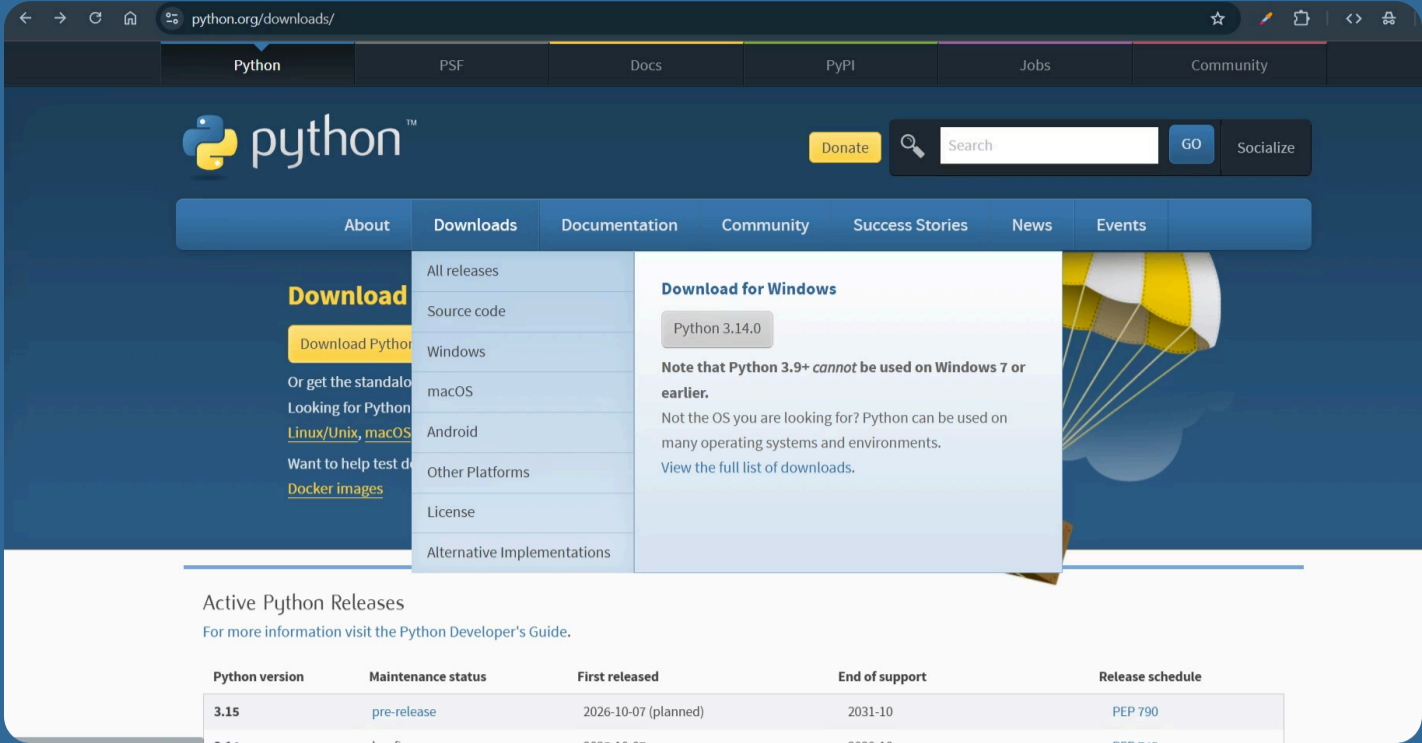 python.org/downloads/
Python PSF Docs PyPI Jobs Community
python™
Donate Search GO Socialize
About Downloads Documentation Community Success Stories News Events
All releases
Source code
Windows
macOS
Android
Other Platforms
License
Alternative Implementations
Download for Windows
Python 3.14.0
Note that Python 3.9+ cannot be used on Windows 7 or
earlier.
Not the OS you are looking for? Python can be used on
many operating systems and environments.
View the full list of downloads.
Download
Download Python
Or get the standalo
Looking for Python
Linux/Unix, macOS
Want to help test de
Docker images
Active Python Releases
For more information visit the Python Developer's Guide.
Python version Maintenance status First released End of support Release schedule
3.15 pre-release 2026-10-07 (planned) 2031-10 PEP 790